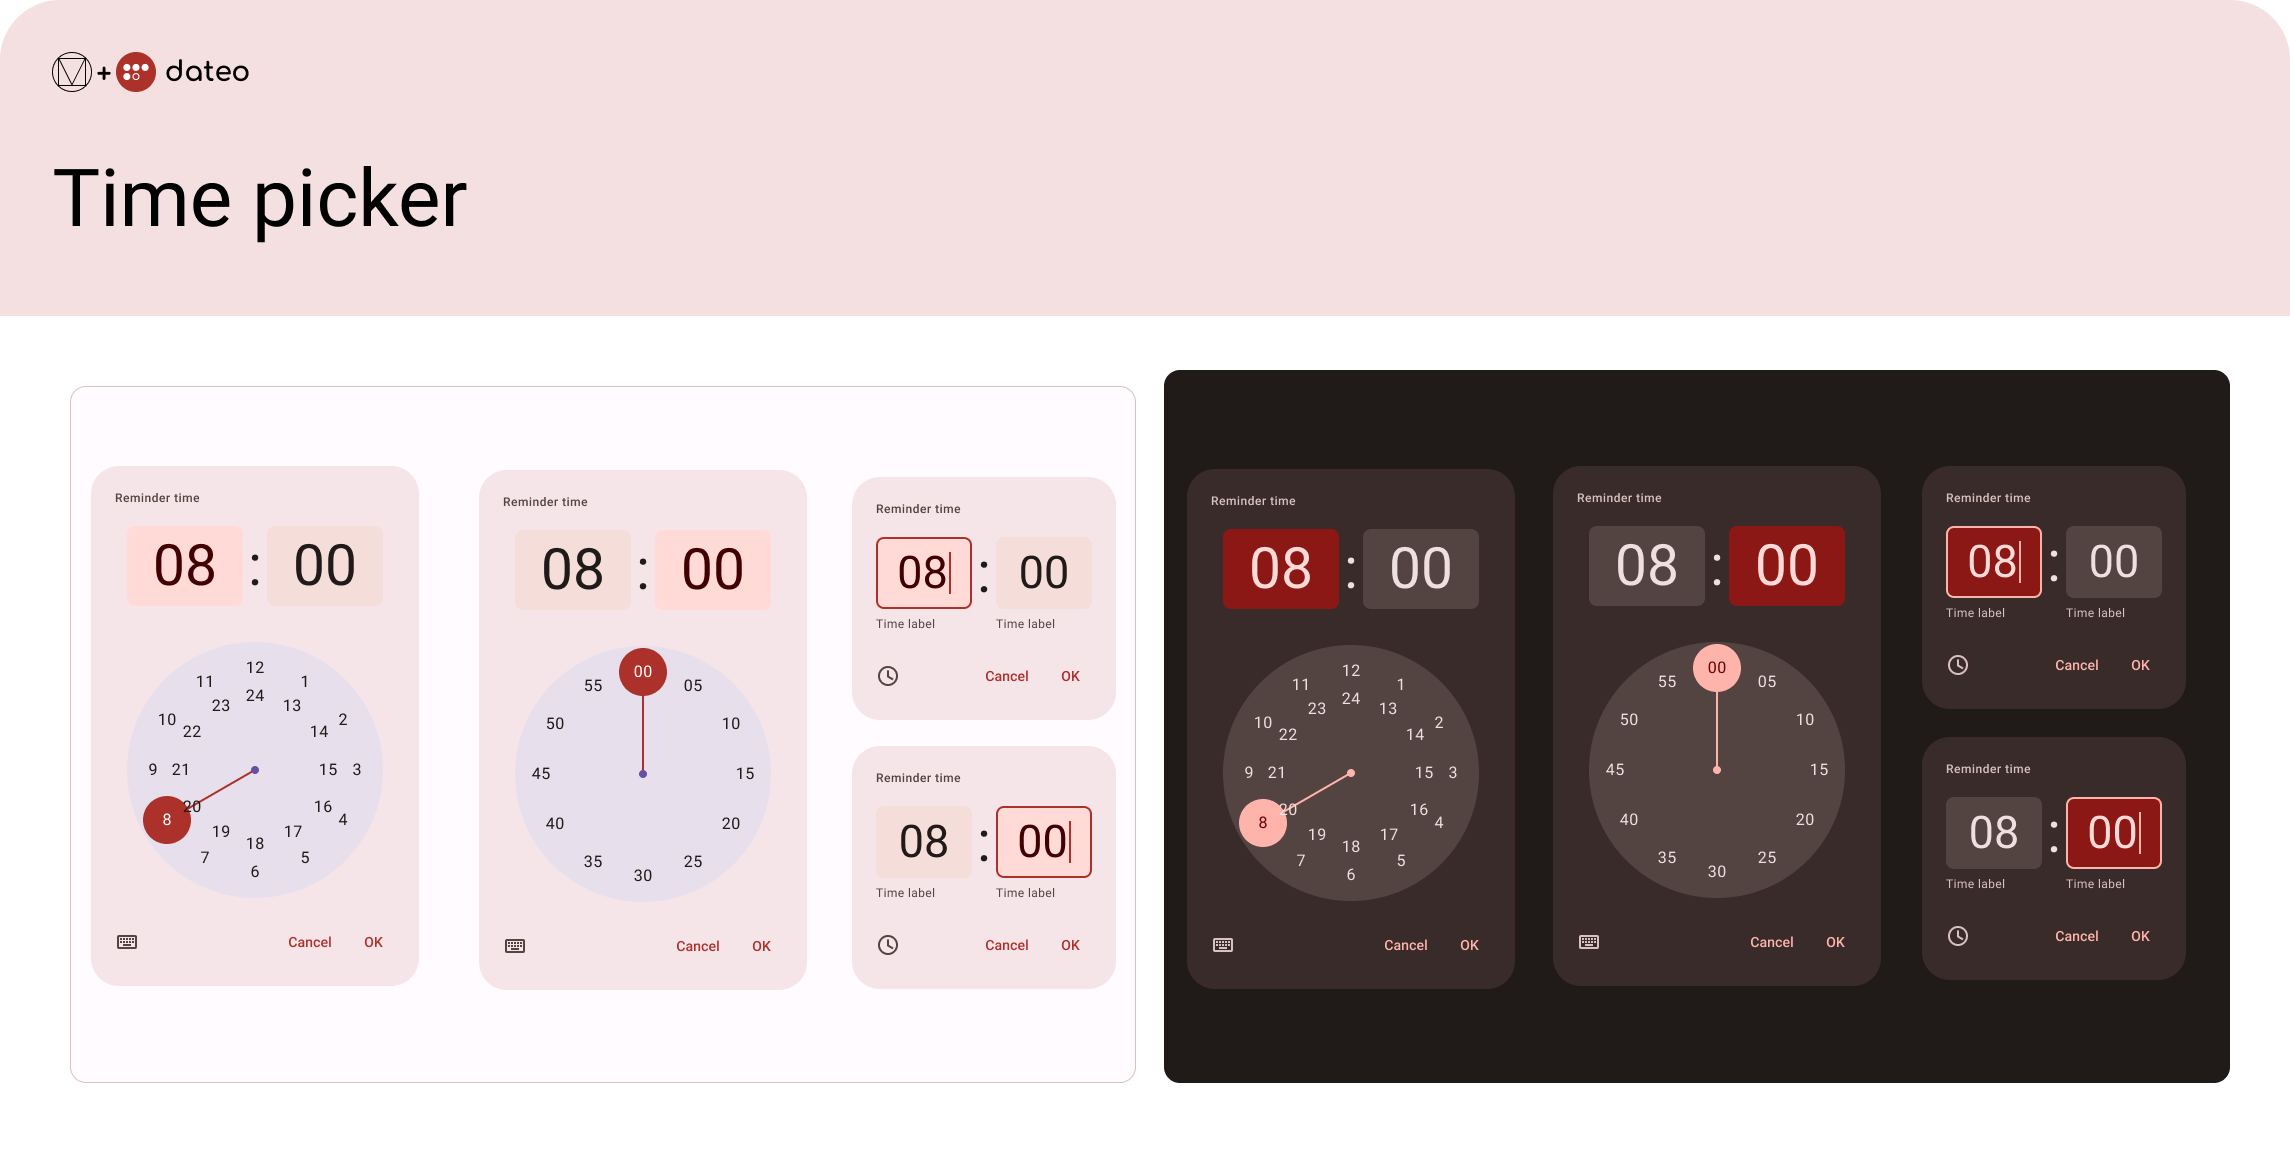 + dateo
Time picker
Reminder time
08 : 00
12
11 1
24
23 13
10 2
22 14
9 21 15 3
20 16
8 4
19 17
18
7 5
6
Cancel OK
Reminder time
08 : 00
00
55 05
50 10
45 15
40 20
35 25
30
Cancel OK
Reminder time
08 : 00
Time label Time label
Cancel OK
Reminder time
08 : 00
Time label Time label
Cancel OK
Reminder time
08 : 00
12
11 1
24
23 13
10 2
22 14
9 21 15 3
20 16
8 4
19 17
18
7 5
6
Cancel OK
Reminder time
08 : 00
00
55 05
50 10
45 15
40 20
35 25
30
Cancel OK
Reminder time
08 : 00
Time label Time label
Cancel OK
Reminder time
08 : 00
Time label Time label
Cancel OK